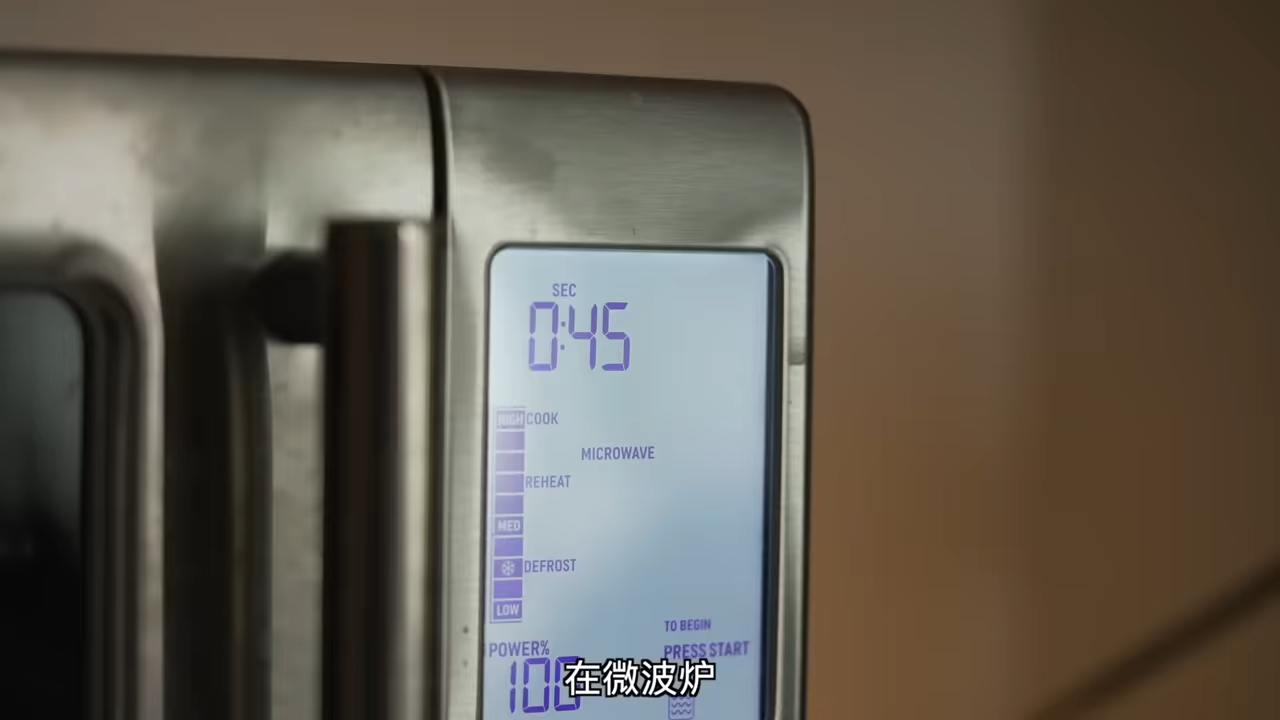 SEC
0:45
HIGH COOK
MICROWAVE
REHEAT
MED
DEFROST
LOW
TO BEGIN
PRESS START
POWER%
100
在微波炉